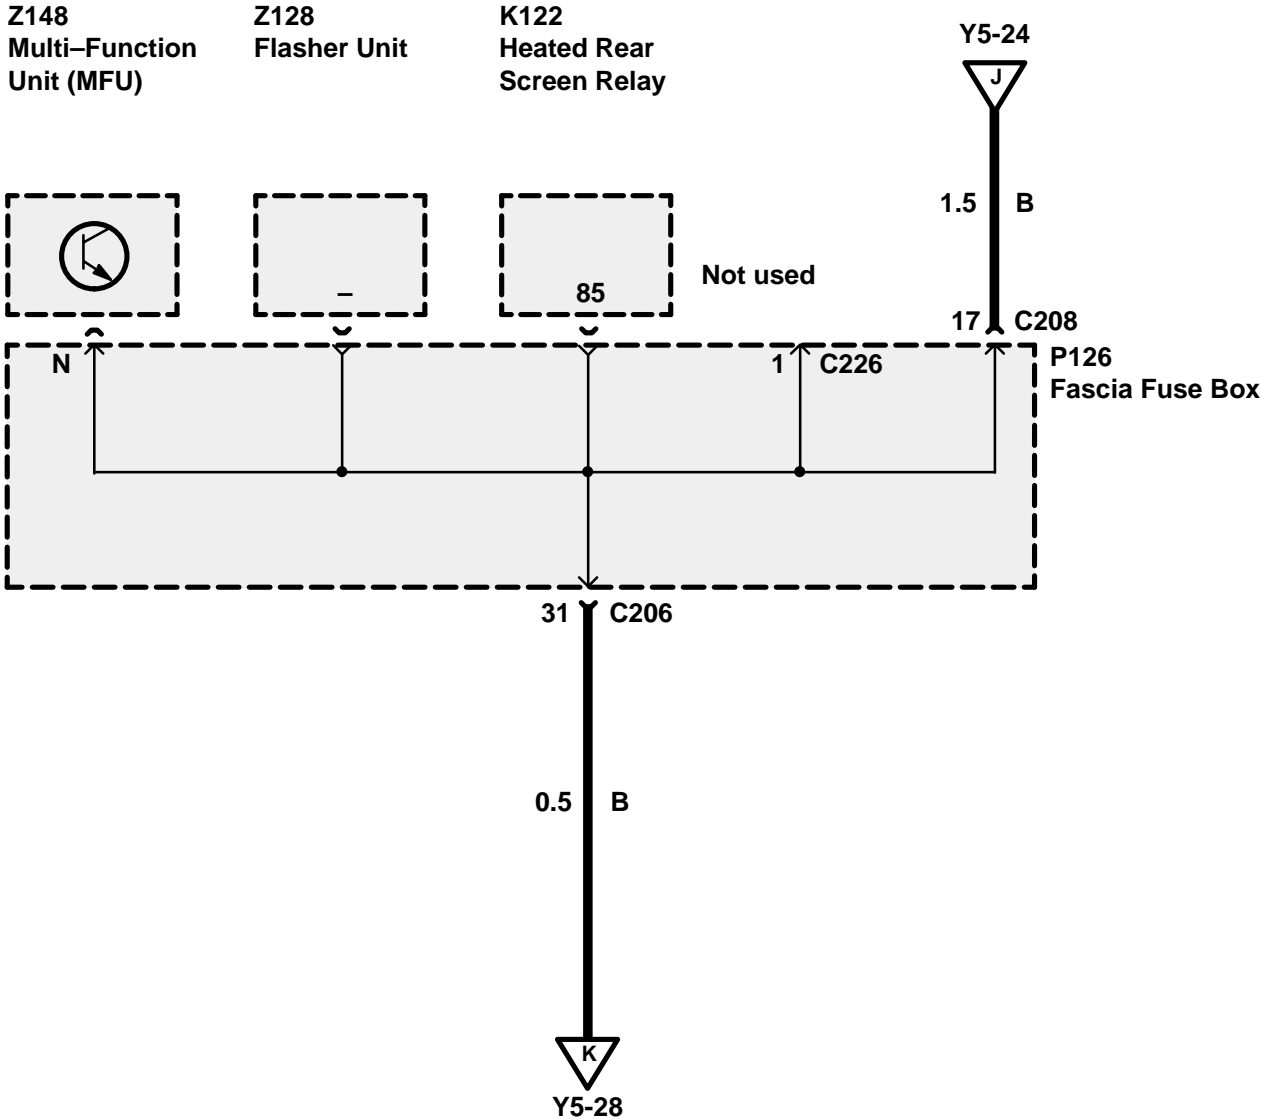 Z148
Multi–Function
Unit (MFU)
Z128
Flasher Unit
K122
Heated Rear
Screen Relay
Y5-24
J
1.5 B
–
85
Not used
17 C208
N
1 C226
P126
Fascia Fuse Box
31 C206
0.5 B
K
Y5-28